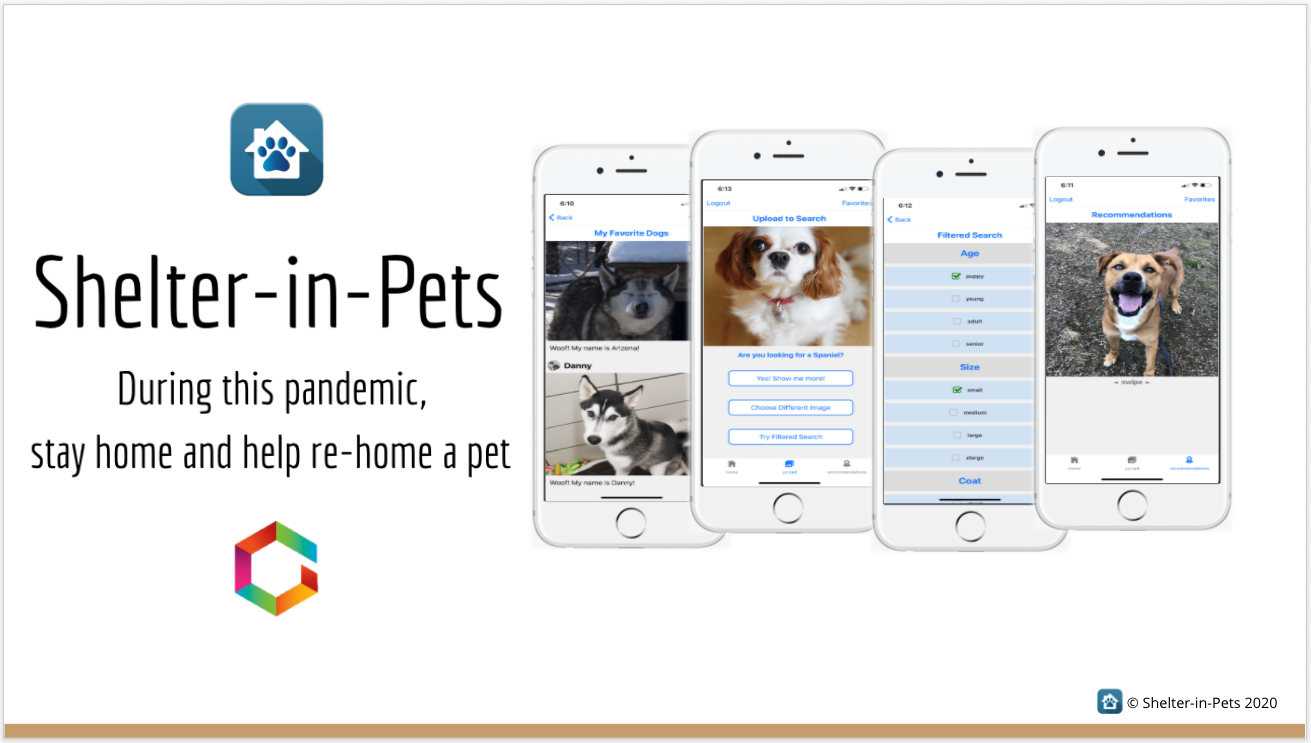 Shelter-in-Pets
During this pandemic,
stay home and help re-home a pet
6:10
Back
My Favorite Dogs
Woof! My name is Arizona!
Danny
Woof! My name is Danny!
6:13
Logout
Favorites
Upload to Search
Are you looking for a Spaniel?
Yes! Show me more!
Choose Different Image
Try Filtered Search
home
upload
recommendations
6:12
Back
Filtered Search
Age
puppy
young
adult
senior
Size
small
medium
large
xlarge
Coat
6:11
Logout
Favorites
Recommendations
← swipe →
home
upload
recommendations
© Shelter-in-Pets 2020